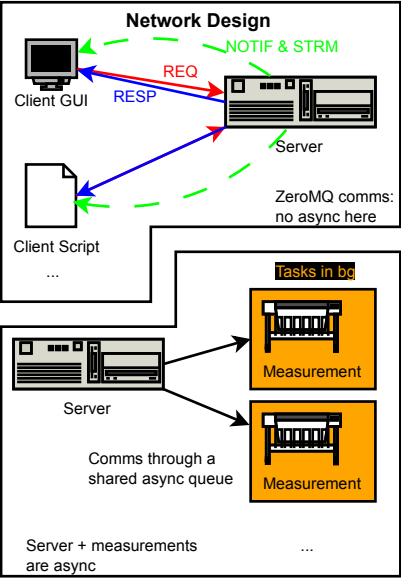 Network Design
NOTIF & STRM
REQ
RESP
Client GUI
Server
ZeroMQ comms:
no async here
Client Script
...
Tasks in bg
Measurement
Server
Measurement
Comms through a
shared async queue
Server + measurements
are async
...